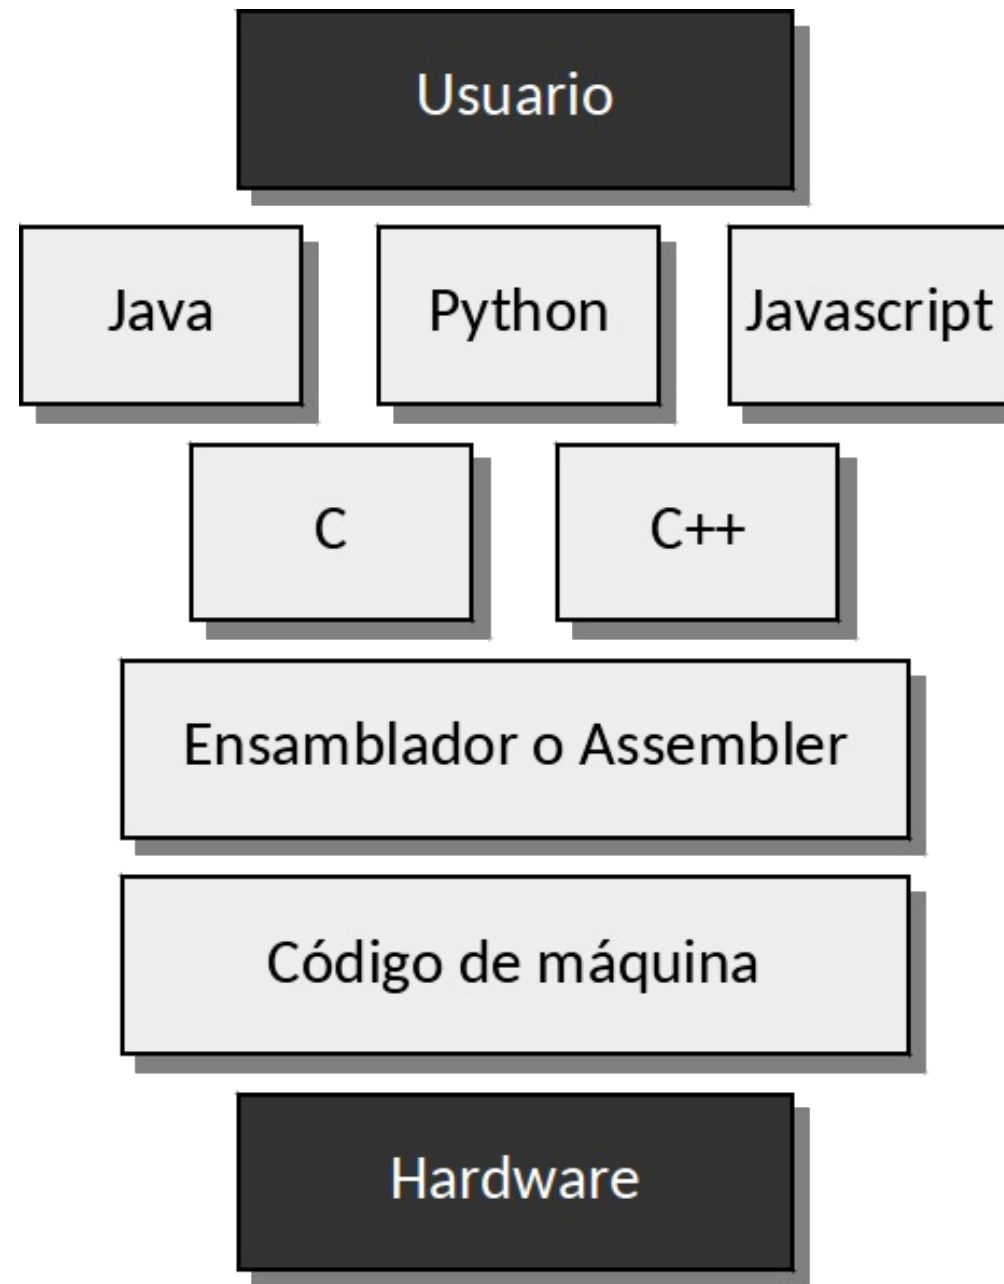 Usuario
Java
Python
Javascript
C
C++
Ensamblador o Assembler
Código de máquina
Hardware